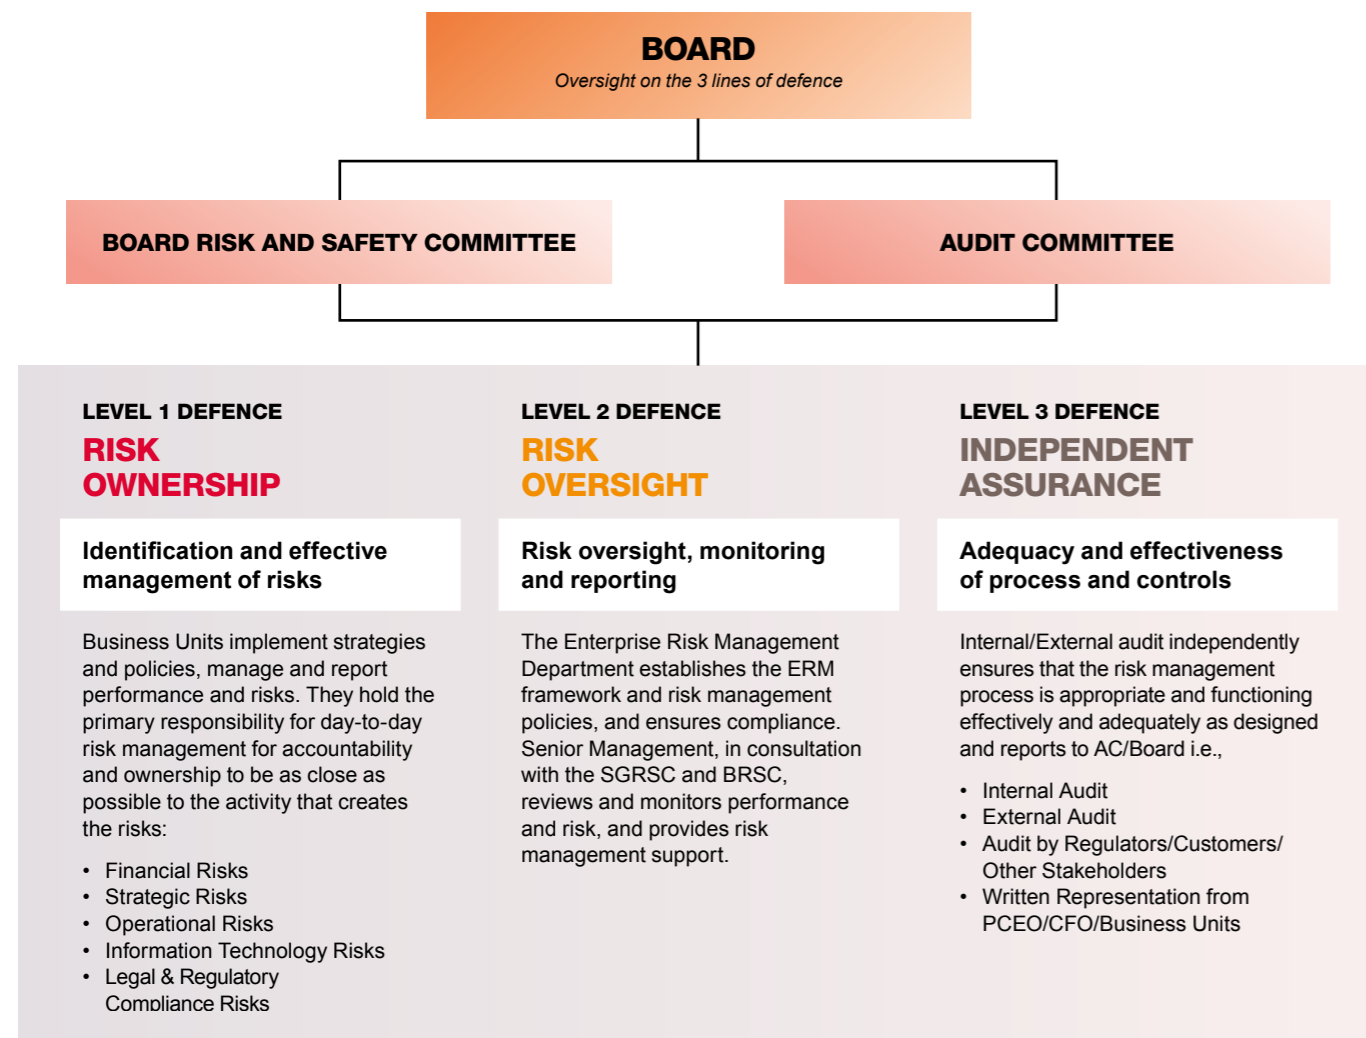 BOARD
Oversight on the 3 lines of defence
BOARD RISK AND SAFETY COMMITTEE
AUDIT COMMITTEE
LEVEL 1 DEFENCE
RISK
OWNERSHIP
Identification and effective
management of risks
Business Units implement strategies
and policies, manage and report
performance and risks. They hold the
primary responsibility for day-to-day
risk management for accountability
and ownership to be as close as
possible to the activity that creates
the risks:
• Financial Risks
• Strategic Risks
• Operational Risks
• Information Technology Risks
• Legal & Regulatory
Compliance Risks
LEVEL 2 DEFENCE
RISK
OVERSIGHT
Risk oversight, monitoring
and reporting
The Enterprise Risk Management
Department establishes the ERM
framework and risk management
policies, and ensures compliance.
Senior Management, in consultation
with the SGRSC and BRSC,
reviews and monitors performance
and risk, and provides risk
management support.
LEVEL 3 DEFENCE
INDEPENDENT
ASSURANCE
Adequacy and effectiveness
of process and controls
Internal/External audit independently
ensures that the risk management
process is appropriate and functioning
effectively and adequately as designed
and reports to AC/Board i.e.,
• Internal Audit
• External Audit
• Audit by Regulators/Customers/
Other Stakeholders
• Written Representation from
PCEO/CFO/Business Units